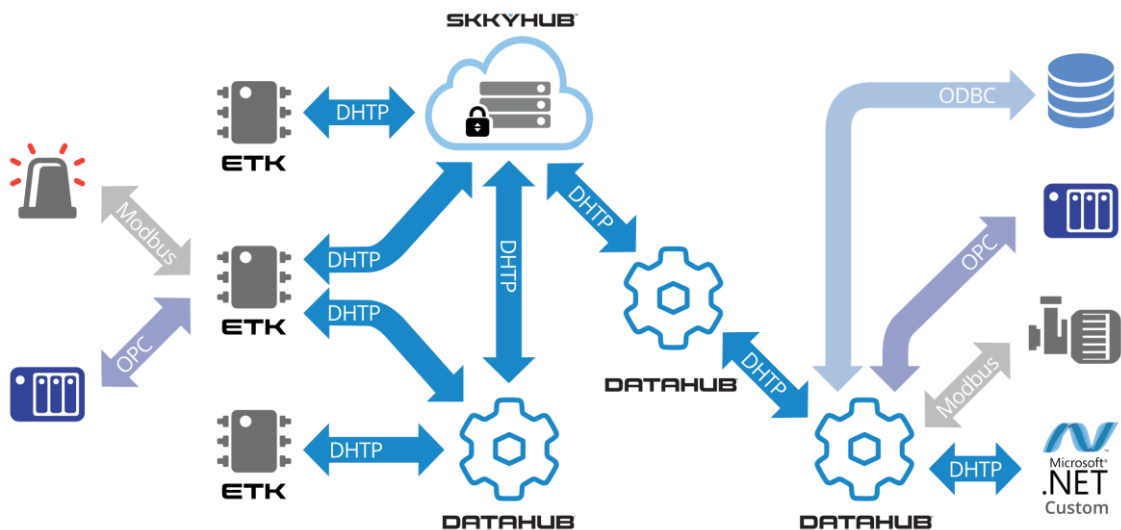 SKKYHUB
DHTP
ETK
ODBC
Modbus
DHTP
DHTP
DHTP
OPC
DHTP
ETK
OPC
DHTP
DATAHUB
DHTP
Modbus
DHTP
ETK
DATAHUB
DHTP
DATAHUB
Microsoft®
.NET
Custom